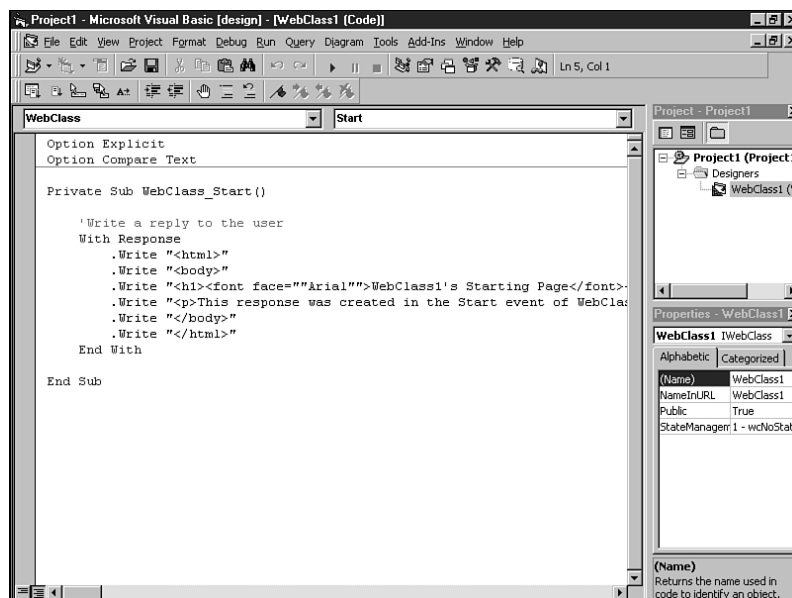 Project1 - Microsoft Visual Basic [design] - [WebClass1 (Code)]
File Edit View Project Format Debug Run Query Diagram Tools Add-Ins Window Help
Ln 5, Col 1
WebClass Start
Option Explicit
Option Compare Text
Private Sub WebClass_Start()
'Write a reply to the user
With Response
.Write "<html>"
.Write "<body>"
.Write "<h1><font face=""Arial"">WebClass1's Starting Page</font>
.Write "<p>This response was created in the Start event of WebClas
.Write "</body>"
.Write "</html>"
End With
End Sub
Project - Project1
Project1 (Project1
Designers
WebClass1 (
Properties - WebClass1
WebClass1 IWebClass
Alphabetic Categorized
(Name) WebClass1
NameInURL WebClass1
Public True
StateManagem 1 - wcNoStat
(Name)
Returns the name used in
code to identify an object.